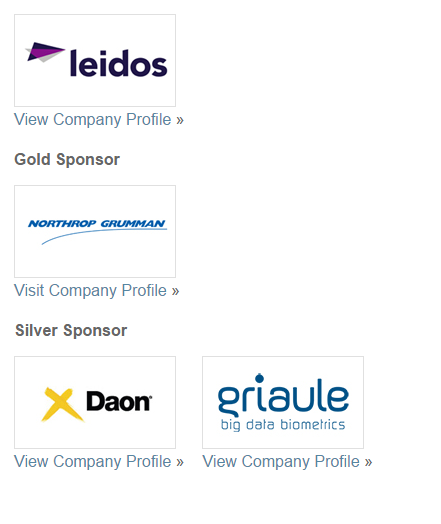 leidos
View Company Profile »
Gold Sponsor
NORTHROP GRUMMAN
Visit Company Profile »
Silver Sponsor
Daon
griaule
big data biometrics
View Company Profile » View Company Profile »